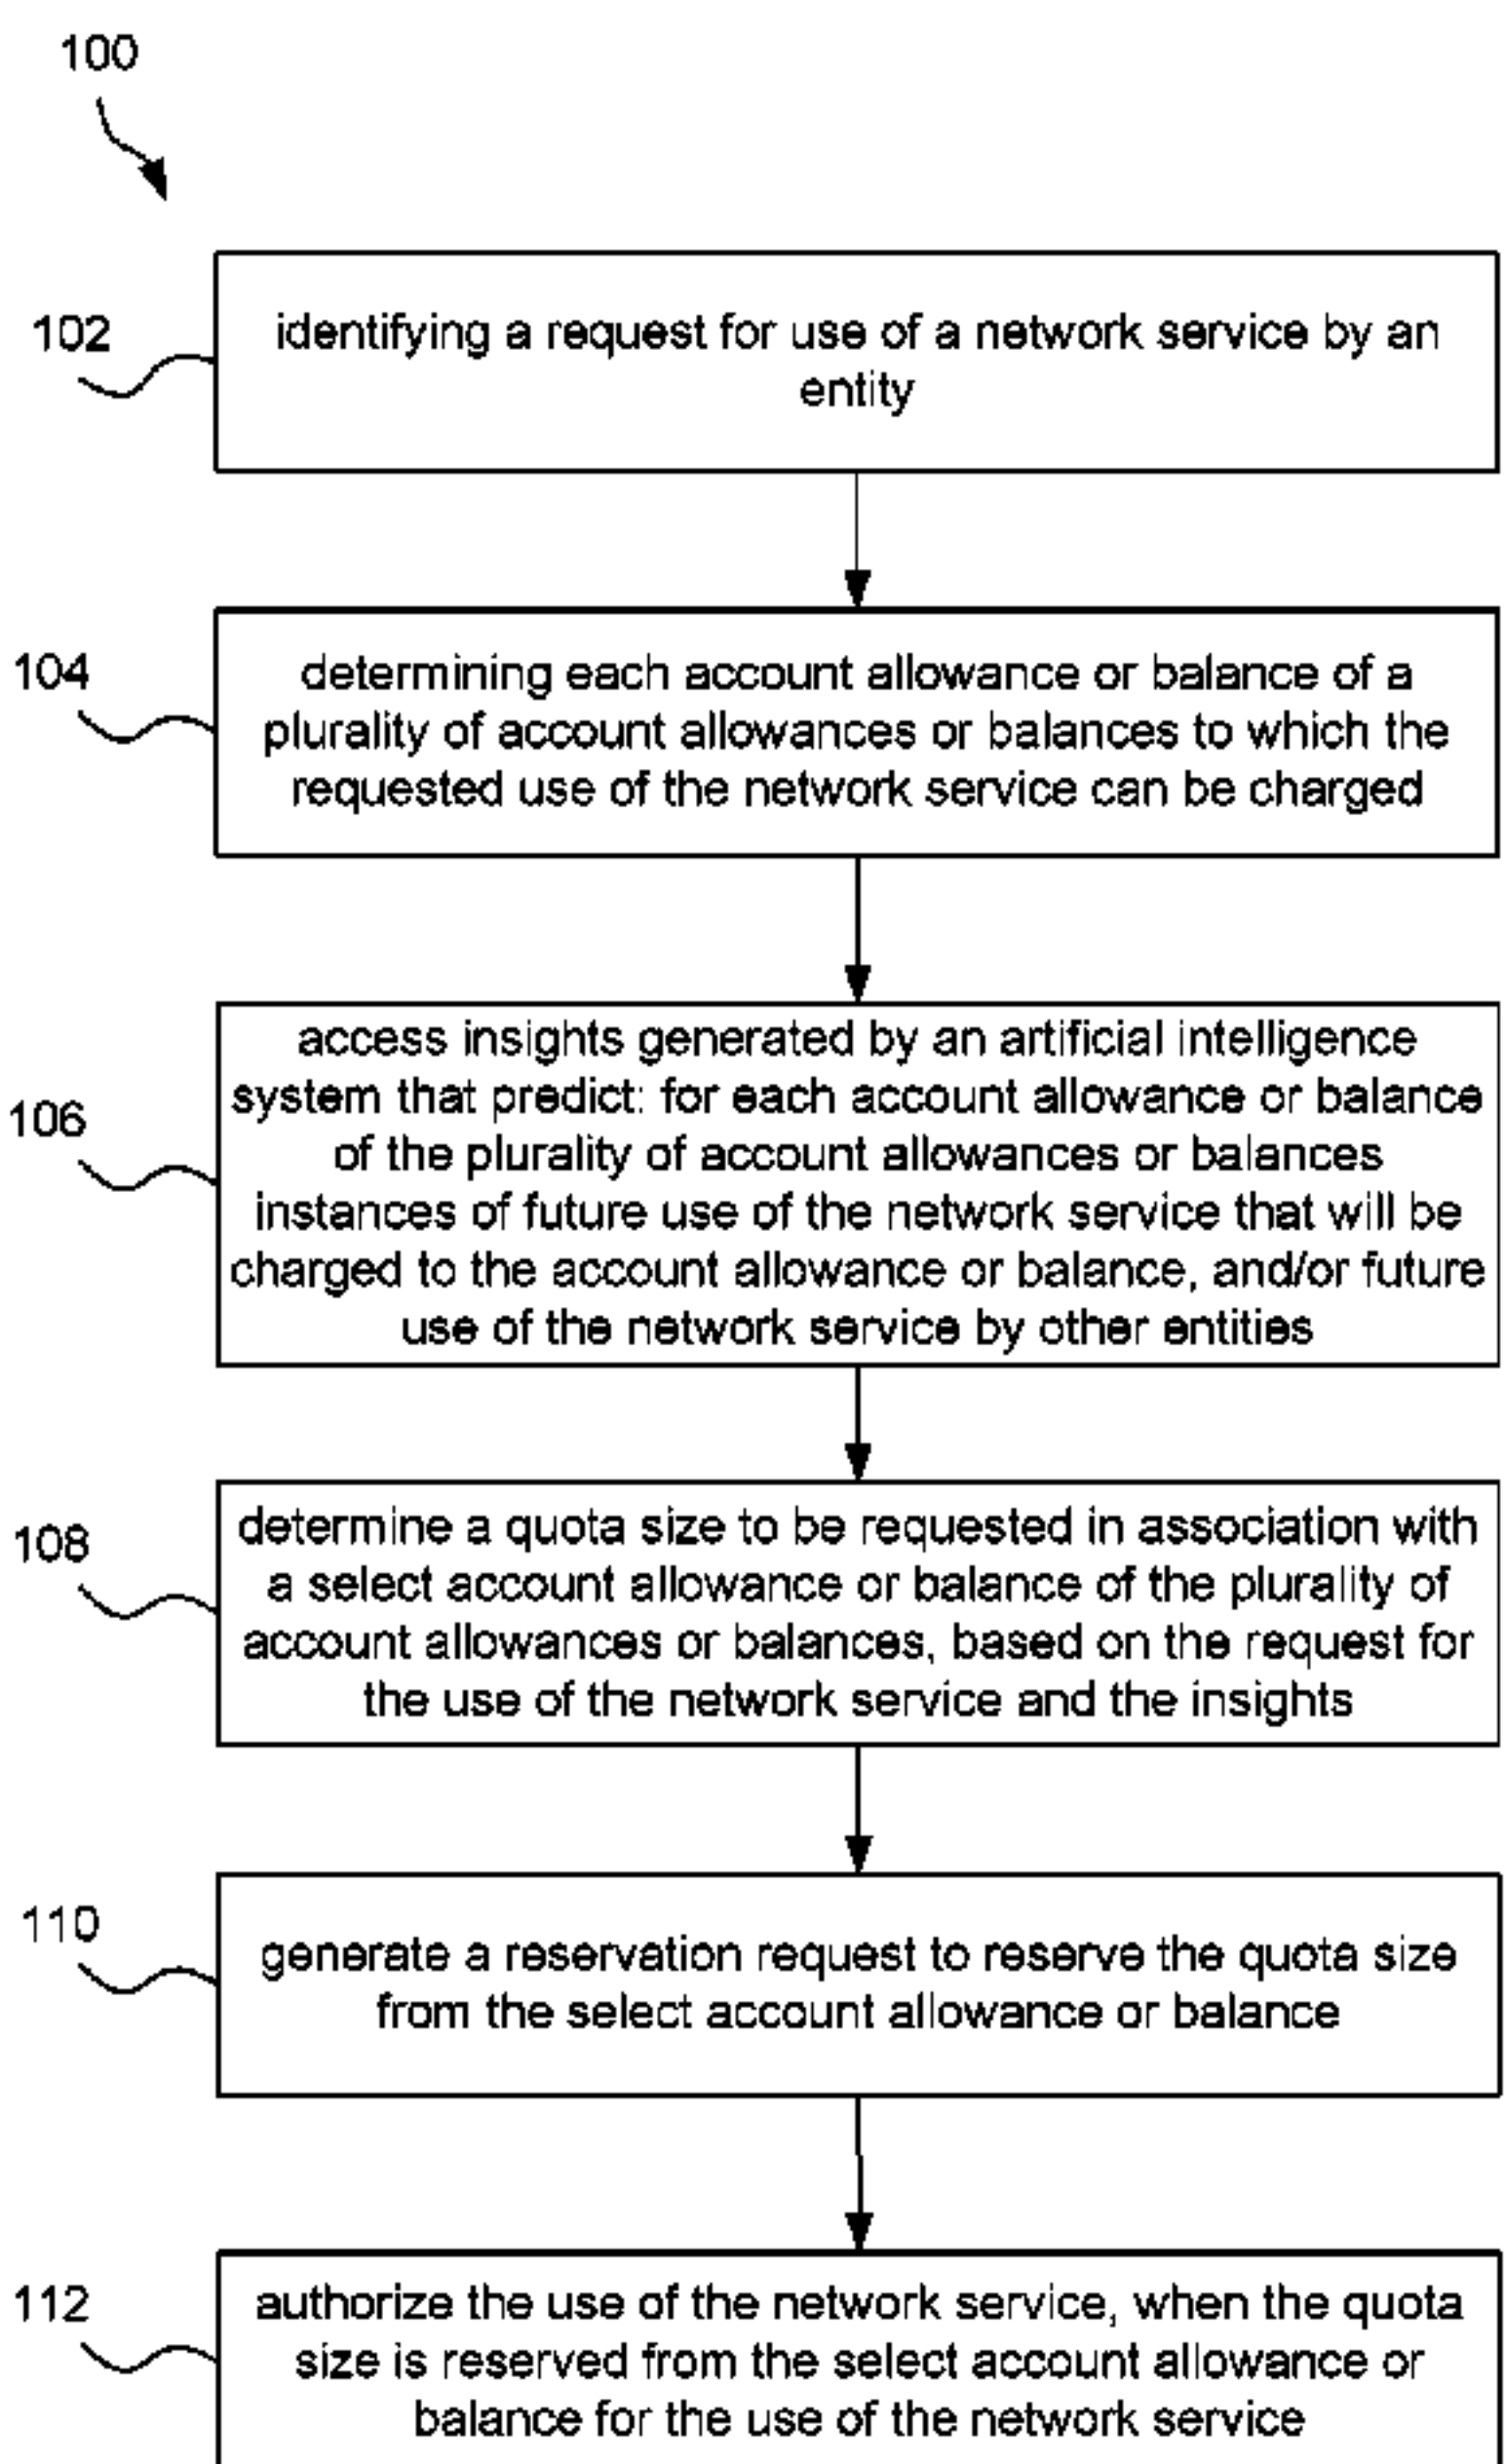 100
102
identifying a request for use of a network service by an
entity
104
determining each account allowance or balance of a
plurality of account allowances or balances to which the
requested use of the network service can be charged
106
access insights generated by an artificial intelligence
system that predict: for each account allowance or balance
of the plurality of account allowances or balances
instances of future use of the network service that will be
charged to the account allowance or balance, and/or future
use of the network service by other entities
108
determine a quota size to be requested in association with
a select account allowance or balance of the plurality of
account allowances or balances, based on the request for
the use of the network service and the insights
110
generate a reservation request to reserve the quota size
from the select account allowance or balance
112
authorize the use of the network service, when the quota
size is reserved from the select account allowance or
balance for the use of the network service